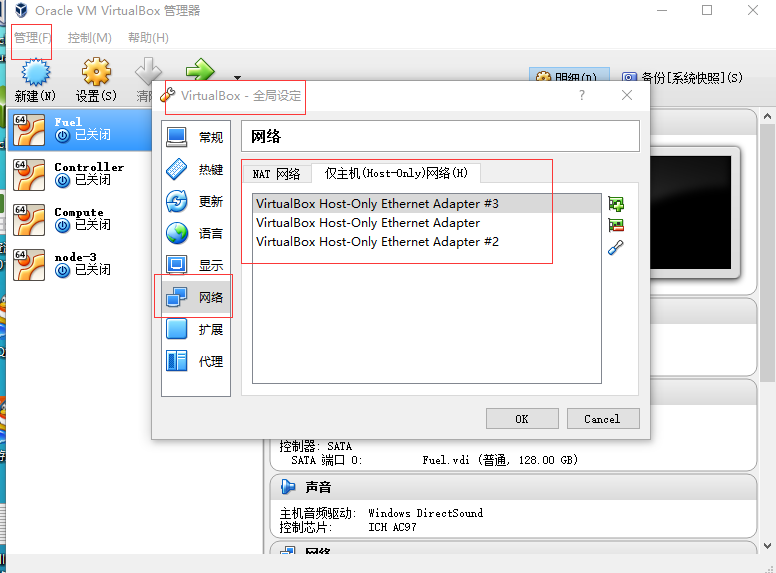 Oracle VM VirtualBox 管理器
管理(F) 控制(M) 帮助(H)
新建(N) 设置(S) 清除
明细(D) 备份[系统快照](S)
64 Fuel
已关闭
64 Controller
已关闭
64 Compute
已关闭
64 node-3
已关闭
VirtualBox - 全局设定
常规
热键
更新
语言
显示
网络
扩展
代理
网络
NAT 网络 仅主机(Host-Only)网络(H)
VirtualBox Host-Only Ethernet Adapter #3
VirtualBox Host-Only Ethernet Adapter
VirtualBox Host-Only Ethernet Adapter #2
OK Cancel
控制器: SATA
SATA 端口 0: Fuel.vdi (普通, 128.00 GB)
声音
主机音频驱动: Windows DirectSound
控制芯片: ICH AC97
网络